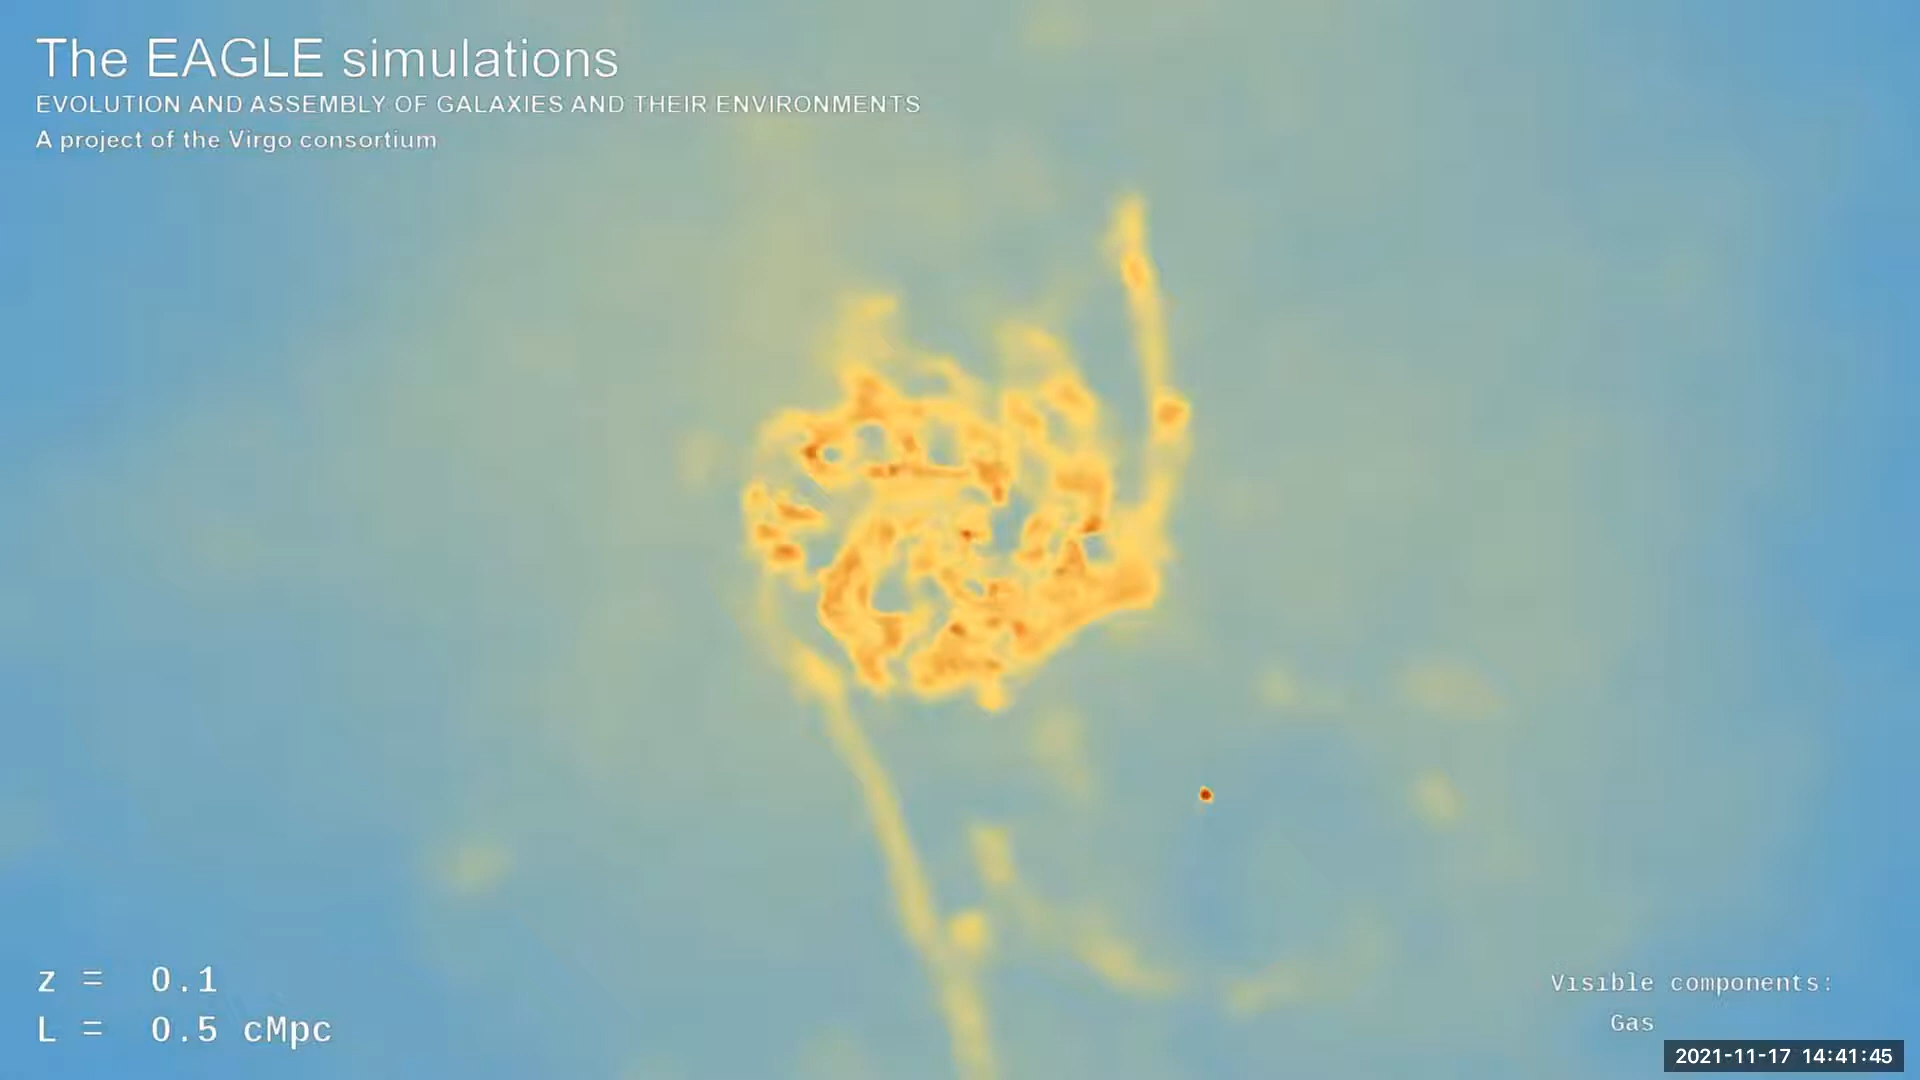 The EAGLE simulations
EVOLUTION AND ASSEMBLY OF GALAXIES AND THEIR ENVIRONMENTS
A project of the Virgo consortium
z = 0.1
L = 0.5 cMpc
Visible components:
Gas
2021-11-17 14:41:45